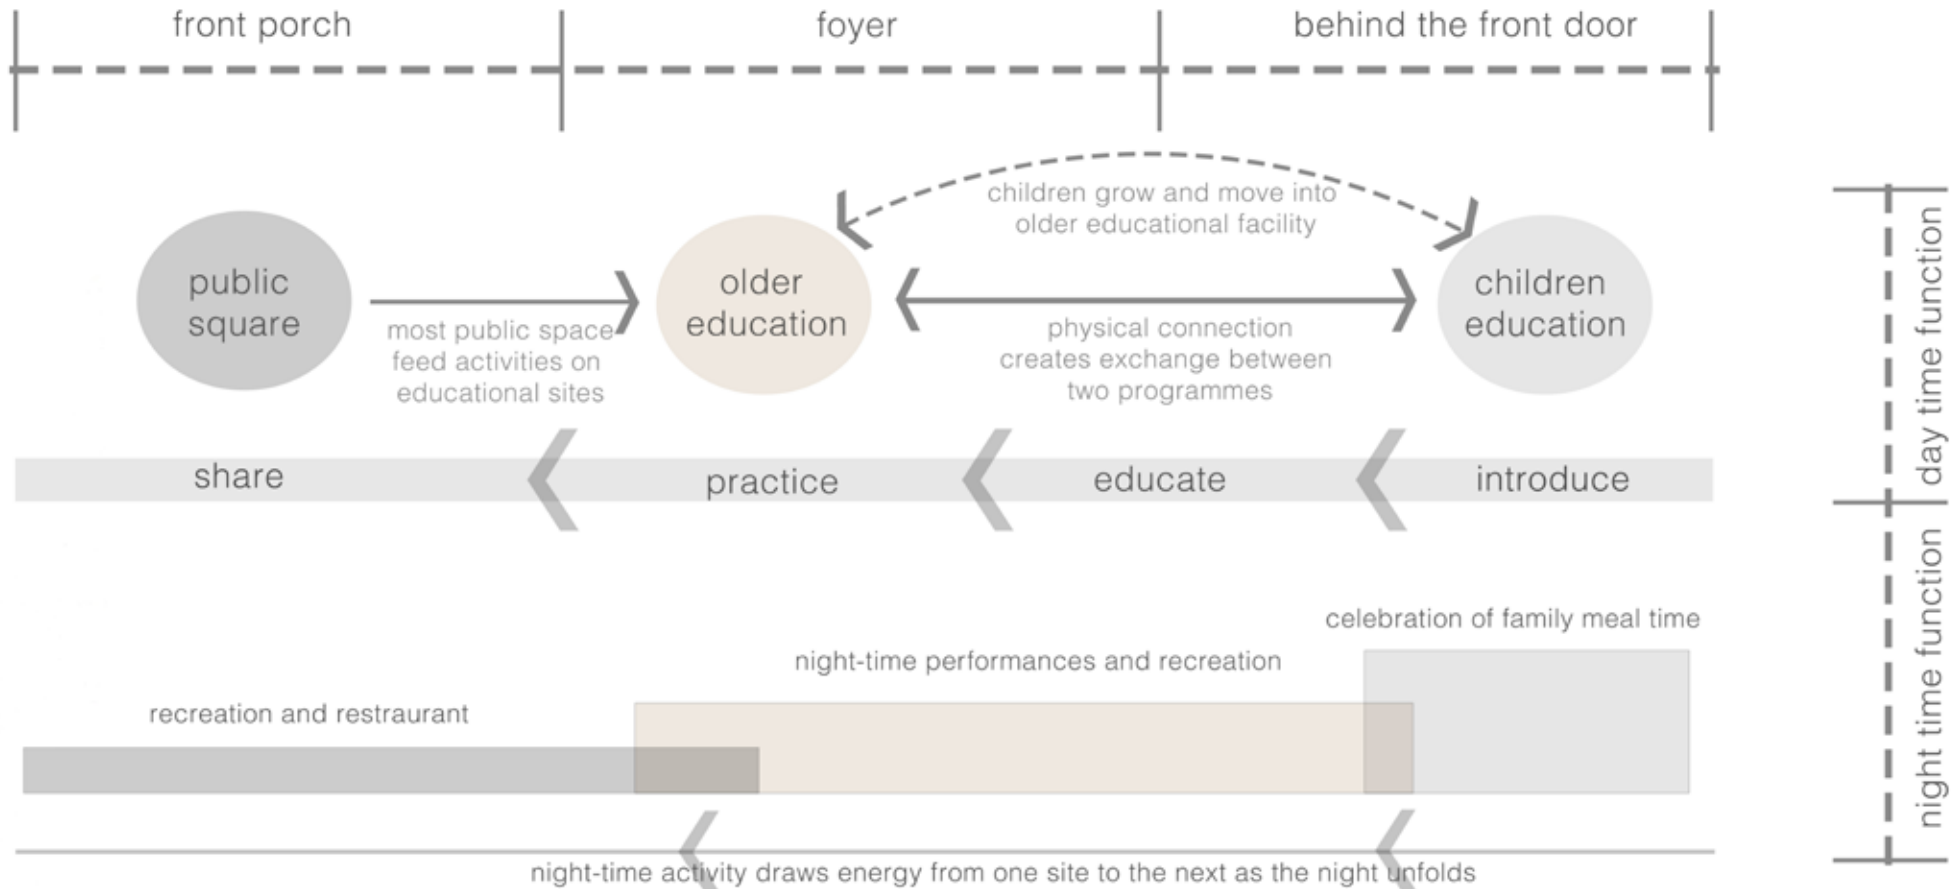 front porch
foyer
behind the front door
children grow and move into
older educational facility
public
square
older
education
children
education
most public space
feed activities on
educational sites
physical connection
creates exchange between
two programmes
share
practice
educate
introduce
day time function
celebration of family meal time
night-time performances and recreation
recreation and restraurant
night-time activity draws energy from one site to the next as the night unfolds
night time function